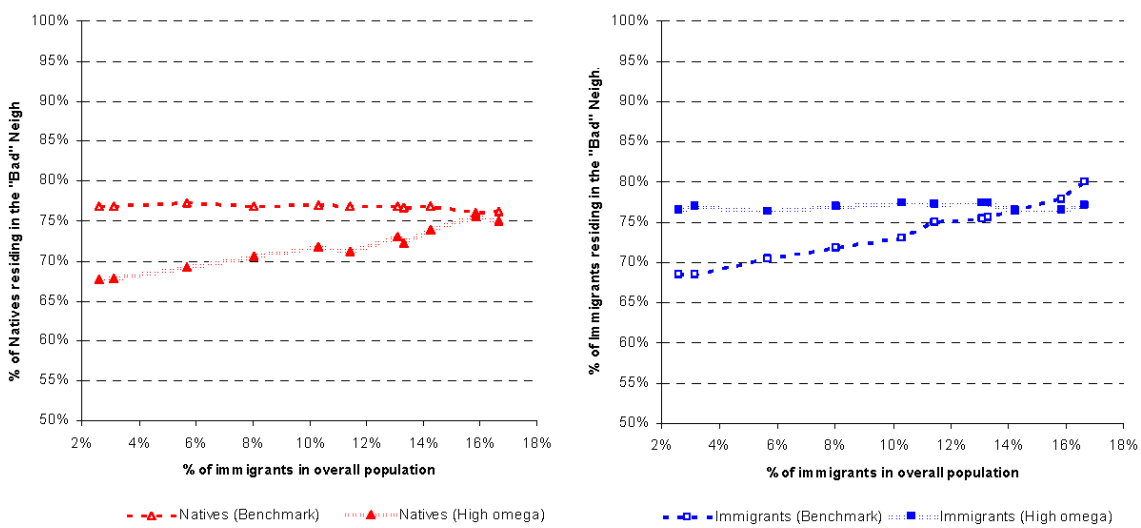 100%
95%
90%
85%
80%
75%
70%
65%
60%
55%
50%
% of Natives residing in the "Bad" Neigh
2% 4% 6% 8% 10% 12% 14% 16% 18%
% of immigrants in overall population
Natives (Benchmark) Natives (High omega)
100%
95%
90%
85%
80%
75%
70%
65%
60%
55%
50%
% of Immigrants residing in the "Bad" Neigh.
2% 4% 6% 8% 10% 12% 14% 16% 18%
% of immigrants in overall population
Immigrants (Benchmark) Immigrants (High omega)